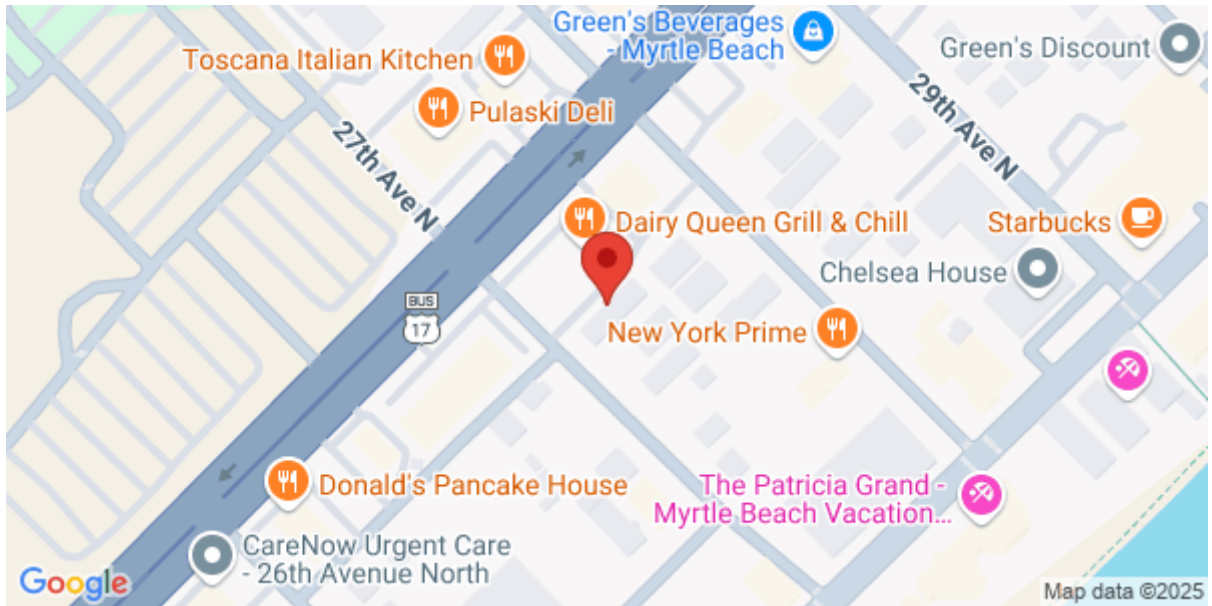 Green's Beverages
- Myrtle Beach
Green's Discount
Toscana Italian Kitchen
Pulaski Deli
27th Ave N
29th Ave N
Dairy Queen Grill & Chill
Starbucks
Chelsea House
BUS
17
New York Prime
Donald's Pancake House
The Patricia Grand -
Myrtle Beach Vacation...
CareNow Urgent Care
- 26th Avenue North
Google
Map data ©2025